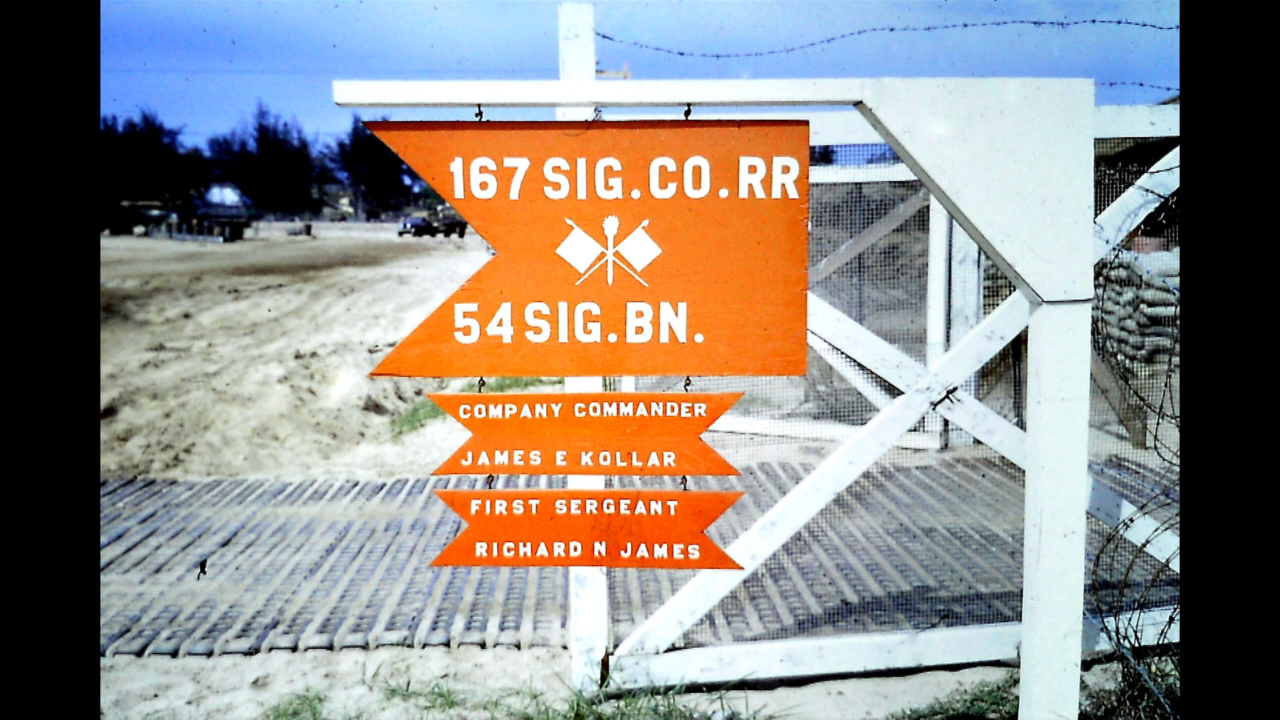 167 SIG.CO.RR
54 SIG.BN.
COMPANY COMMANDER
JAMES E KOLLAR
FIRST SERGEANT
RICHARD N JAMES